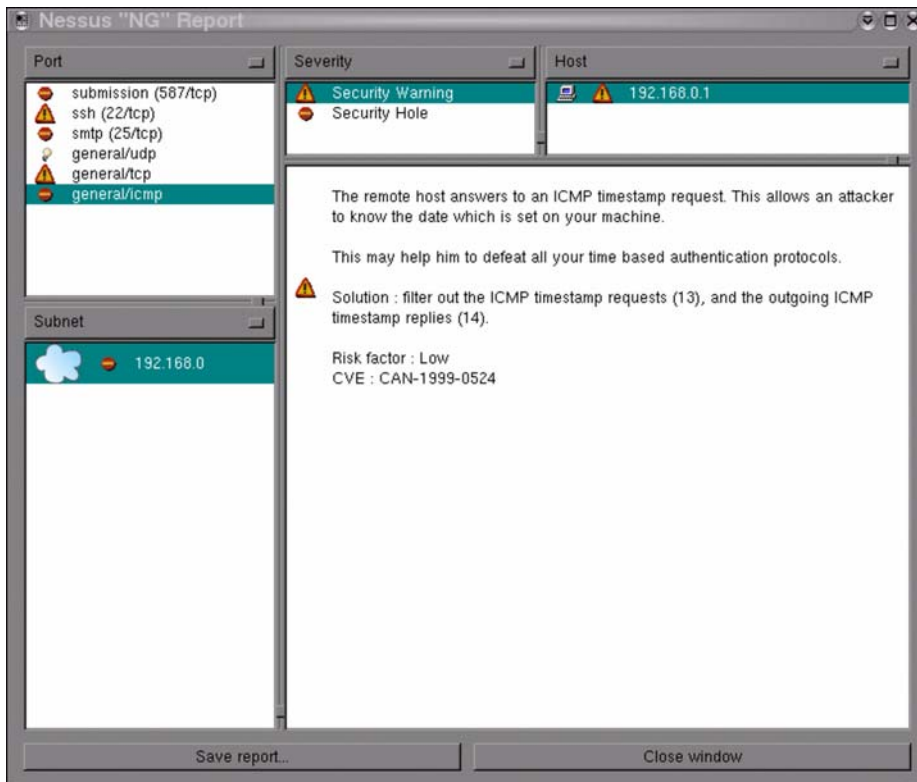 Nessus "NG" Report
Port
submission (587/tcp)
ssh (22/tcp)
smtp (25/tcp)
general/udp
general/tcp
general/icmp
Severity
Security Warning
Security Hole
Host
192.168.0.1
Subnet
192.168.0
The remote host answers to an ICMP timestamp request. This allows an attacker
to know the date which is set on your machine.
This may help him to defeat all your time based authentication protocols.
Solution : filter out the ICMP timestamp requests (13), and the outgoing ICMP
timestamp replies (14).
Risk factor : Low
CVE : CAN-1999-0524
Save report...
Close window